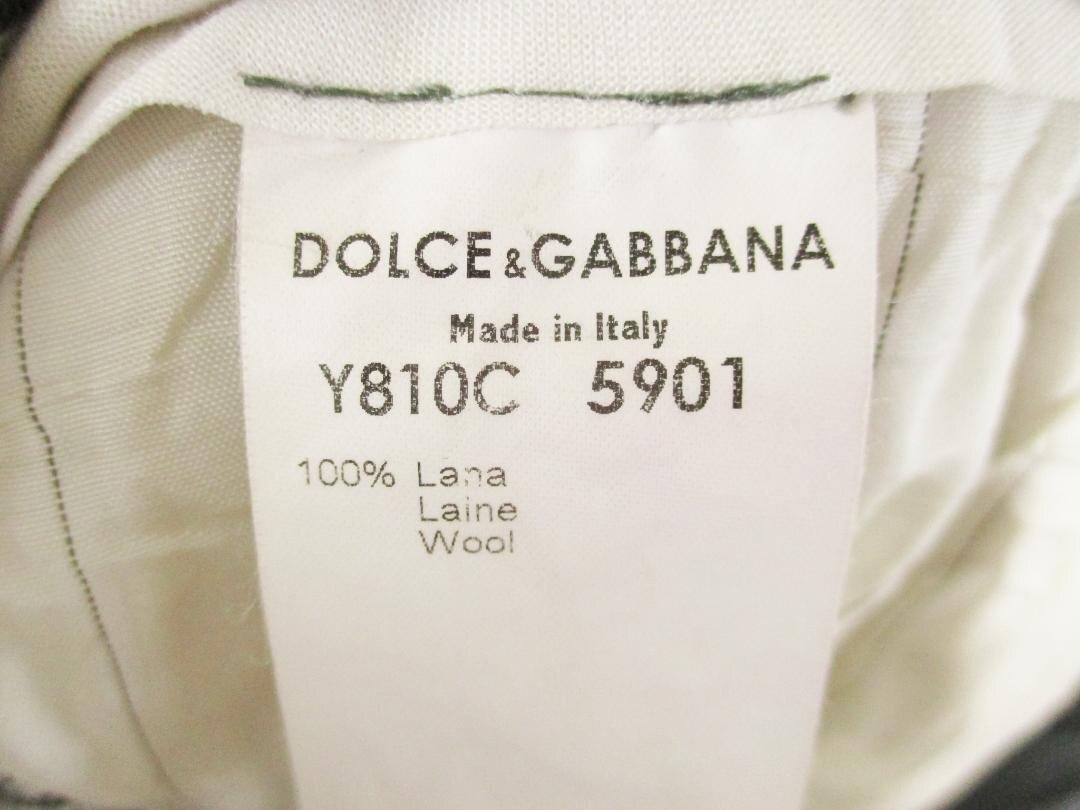 DOLCE&GABBANA
Made in Italy
Y810C 5901
100% Lana
Laine
Wool